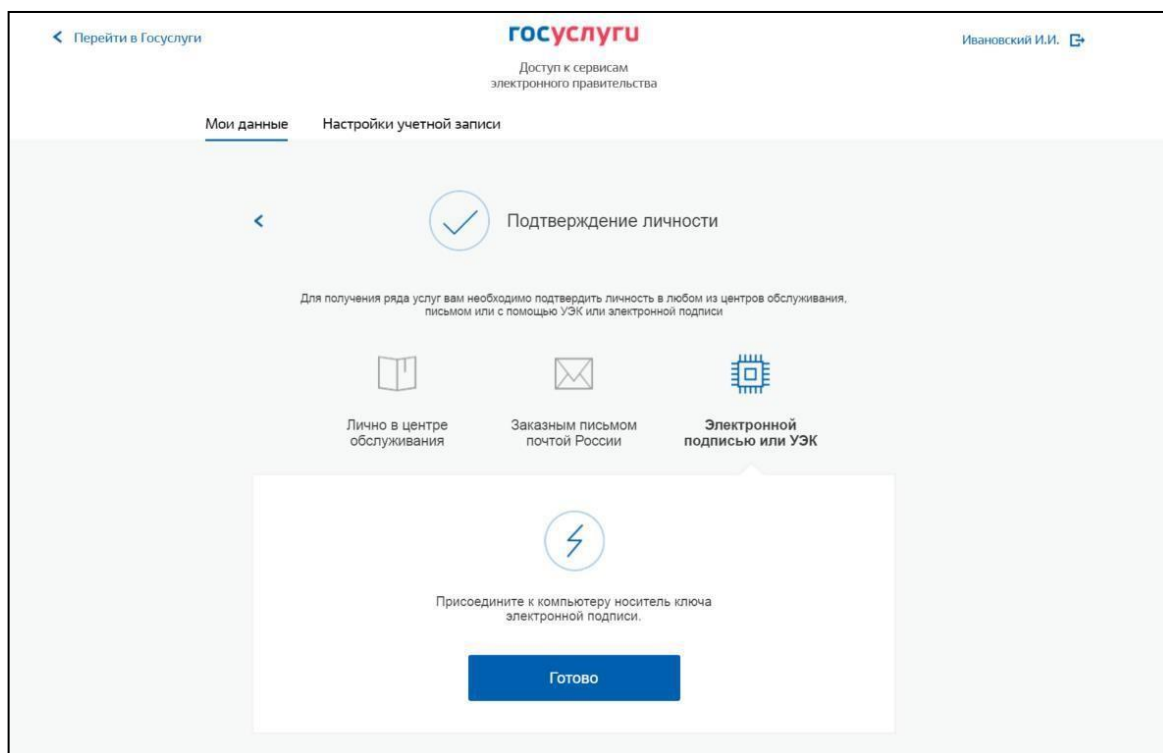 Перейти в Госуслуги
госуслуги
Ивановский И.И.
Доступ к сервисам
электронного правительства
Мои данные
Настройки учетной записи
Подтверждение личности
Для получения ряда услуг вам необходимо подтвердить личность в любом из центров обслуживания,
письмом или с помощью УЭК или электронной подписи
Лично в центре
обслуживания
Заказным письмом
почтой России
Электронной
подписью или УЭК
Присоедините к компьютеру носитель ключа
электронной подписи.
Готово